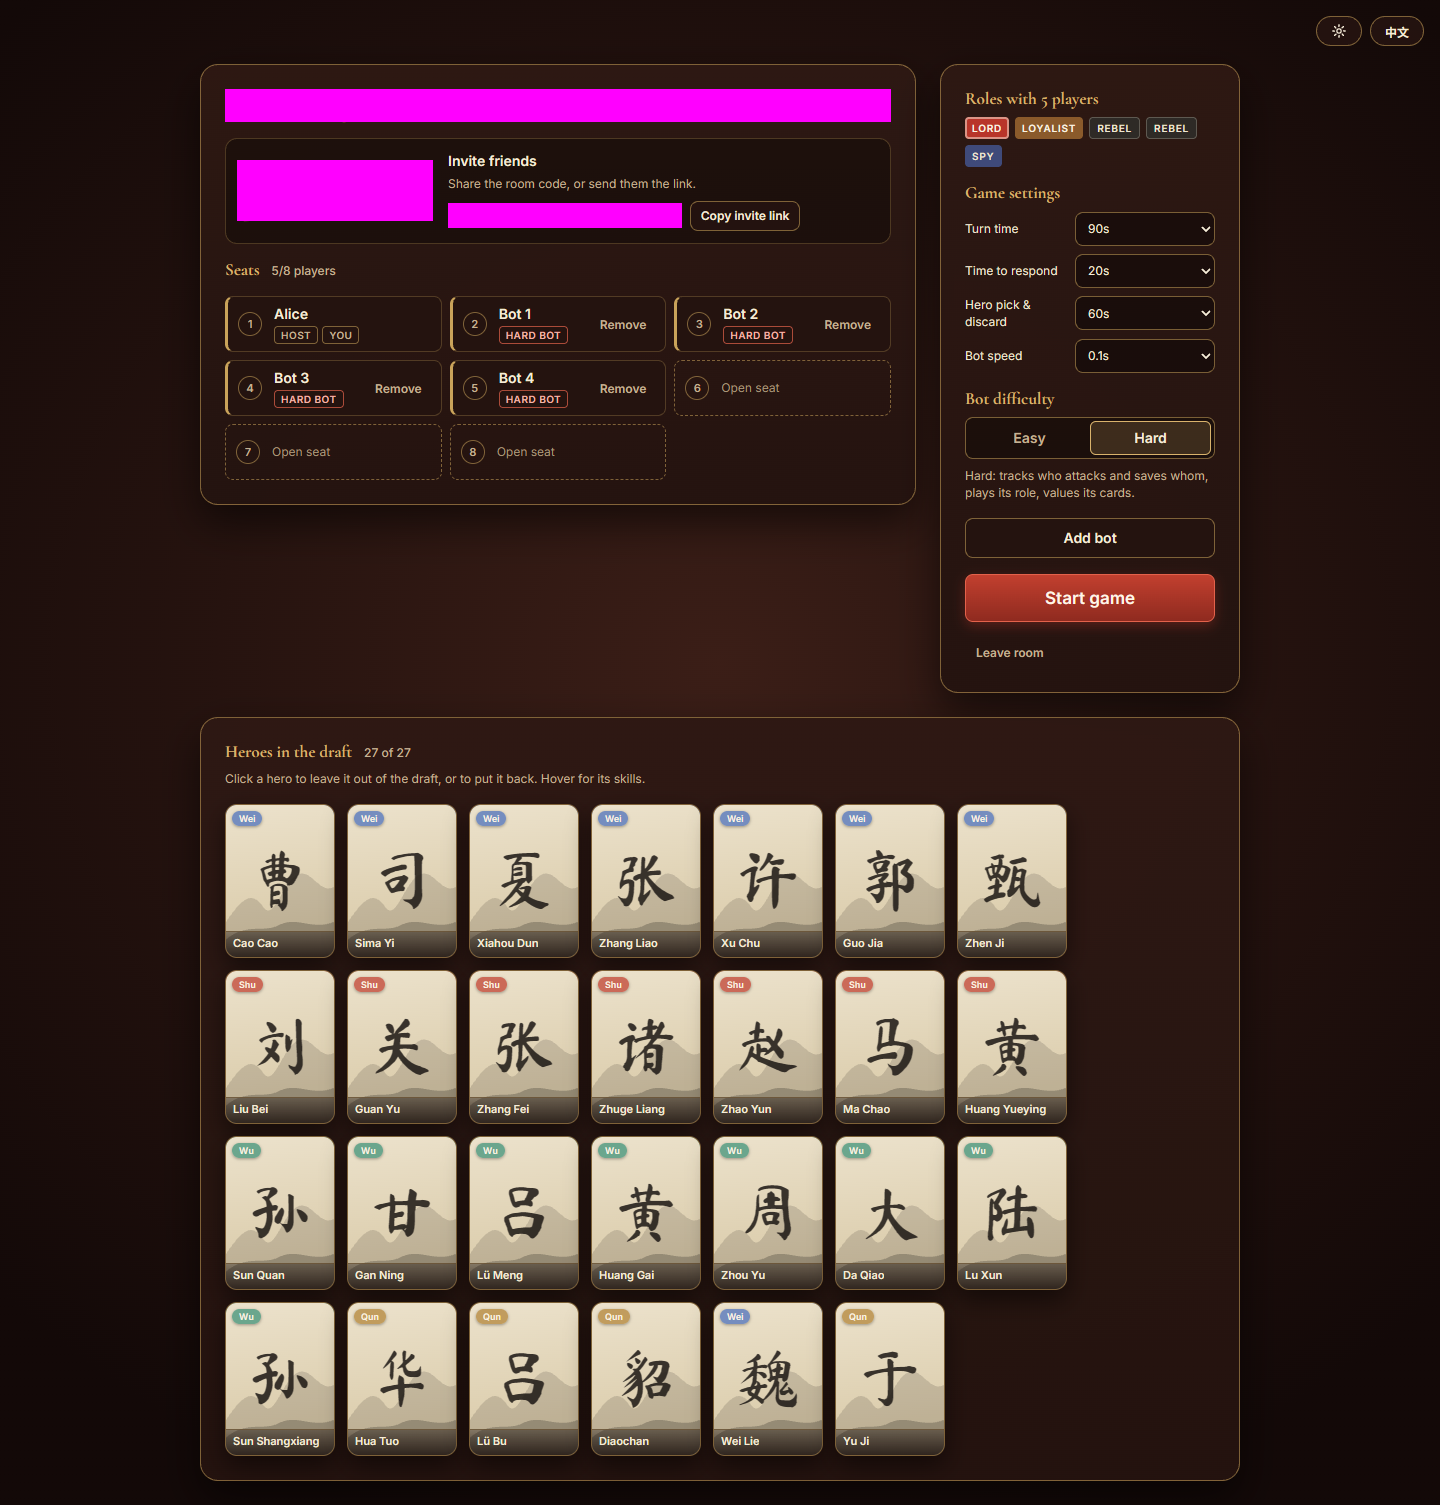 中文
Invite friends
Share the room code, or send them the link.
Copy invite link
Seats 5/8 players
1 Alice HOST YOU
2 Bot 1 HARD BOT Remove
3 Bot 2 HARD BOT Remove
4 Bot 3 HARD BOT Remove
5 Bot 4 HARD BOT Remove
6 Open seat
7 Open seat
8 Open seat
Roles with 5 players
LORD LOYALIST REBEL REBEL
SPY
Game settings
Turn time 90s
Time to respond 20s
Hero pick &
discard 60s
Bot speed 0.1s
Bot difficulty
Easy Hard
Hard: tracks who attacks and saves whom,
plays its role, values its cards.
Add bot
Start game
Leave room
Heroes in the draft 27 of 27
Click a hero to leave it out of the draft, or to put it back. Hover for its skills.
Wei Wei Wei Wei Wei Wei Wei
曹 司 夏 张 许 郭 甄
Cao Cao Sima Yi Xiahou Dun Zhang Liao Xu Chu Guo Jia Zhen Ji
Shu Shu Shu Shu Shu Shu Shu
刘 关 张 诸 赵 马 黄
Liu Bei Guan Yu Zhang Fei Zhuge Liang Zhao Yun Ma Chao Huang Yueying
Wu Wu Wu Wu Wu Wu Wu
孙 甘 吕 黄 周 大 陆
Sun Quan Gan Ning Lü Meng Huang Gai Zhou Yu Da Qiao Lu Xun
Wu Qun Qun Qun Wei Qun
孙 华 吕 貂 魏 于
Sun Shangxiang Hua Tuo Lü Bu Diaochan Wei Lie Yu Ji